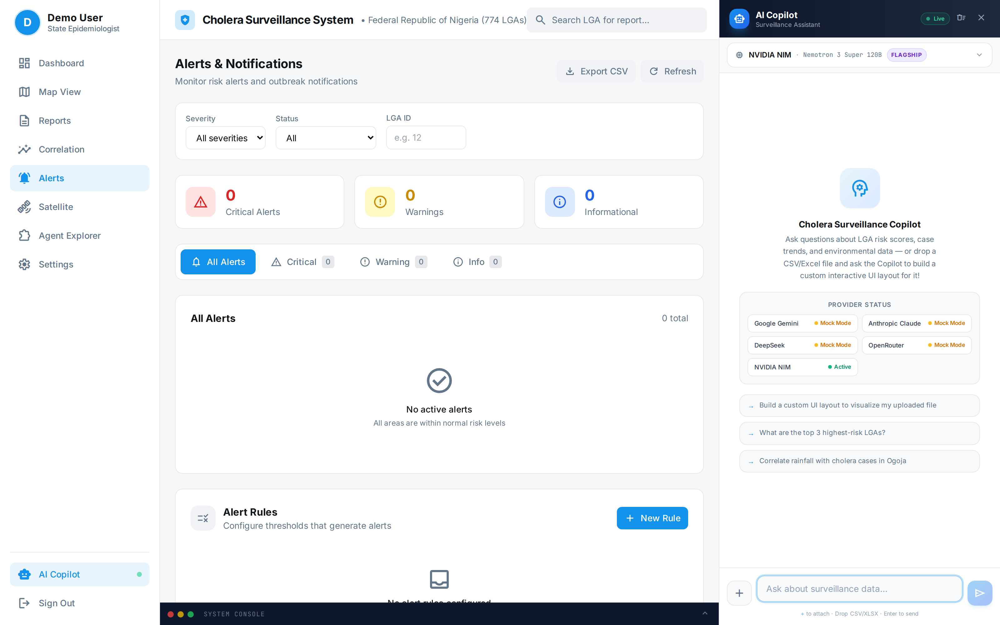 D
Demo User
State Epidemiologist
Dashboard
Map View
Reports
Correlation
Alerts
Satellite
Agent Explorer
Settings
AI Copilot
Sign Out
Cholera Surveillance System • Federal Republic of Nigeria (774 LGAs)
Search LGA for report...
Alerts & Notifications
Monitor risk alerts and outbreak notifications
Export CSV
Refresh
Severity
All severities
Status
All
LGA ID
e.g. 12
0
Critical Alerts
0
Warnings
0
Informational
All Alerts
Critical 0
Warning 0
Info 0
All Alerts
0 total
No active alerts
All areas are within normal risk levels
Alert Rules
Configure thresholds that generate alerts
+ New Rule
No alert rules configured
SYSTEM CONSOLE
AI Copilot
Surveillance Assistant
Live
NVIDIA NIM · Nemotron 3 Super 120B FLAGSHIP
Cholera Surveillance Copilot
Ask questions about LGA risk scores, case
trends, and environmental data — or drop a
CSV/Excel file and ask the Copilot to build a
custom interactive UI layout for it!
PROVIDER STATUS
Google Gemini Mock Mode
Anthropic Claude Mock Mode
DeepSeek Mock Mode
OpenRouter Mock Mode
NVIDIA NIM Active
→ Build a custom UI layout to visualize my uploaded file
→ What are the top 3 highest-risk LGAs?
→ Correlate rainfall with cholera cases in Ogoja
Ask about surveillance data...
+ to attach · Drop CSV/XLSX · Enter to send